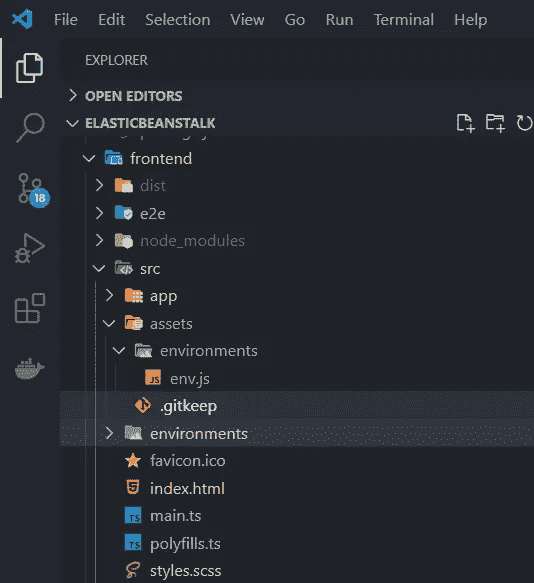 File Edit Selection View Go Run Terminal Help
EXPLORER
OPEN EDITORS
ELASTICBEANSTALK
frontend
dist
e2e
node_modules
src
18
app
assets
environments
JS env.js
.gitkeep
environments
favicon.ico
index.html
TS main.ts
TS polyfills.ts
styles.scss